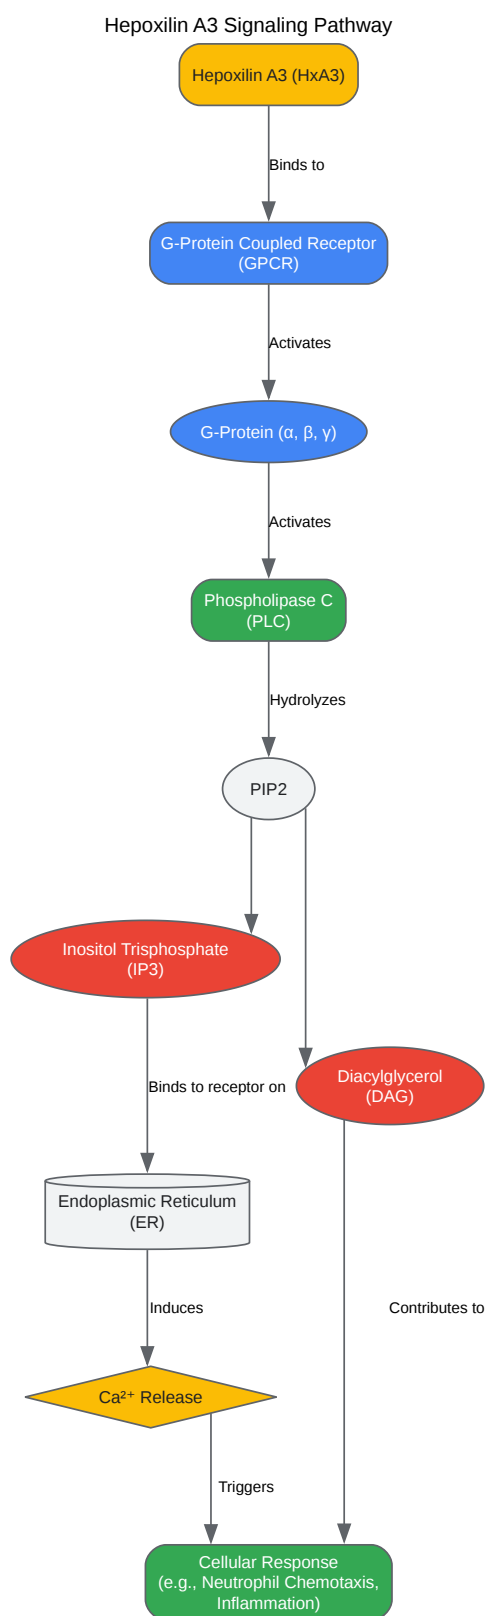 Hepoxilin A3 Signaling Pathway
Hepoxilin A3 (HxA3)
Binds to
G-Protein Coupled Receptor
(GPCR)
Activates
G-Protein (α, β, γ)
Activates
Phospholipase C
(PLC)
Hydrolyzes
PIP2
Inositol Trisphosphate
(IP3)
Diacylglycerol
(DAG)
Binds to receptor on
Endoplasmic Reticulum
(ER)
Induces
Contributes to
Ca²⁺ Release
Triggers
Cellular Response
(e.g., Neutrophil Chemotaxis,
Inflammation)